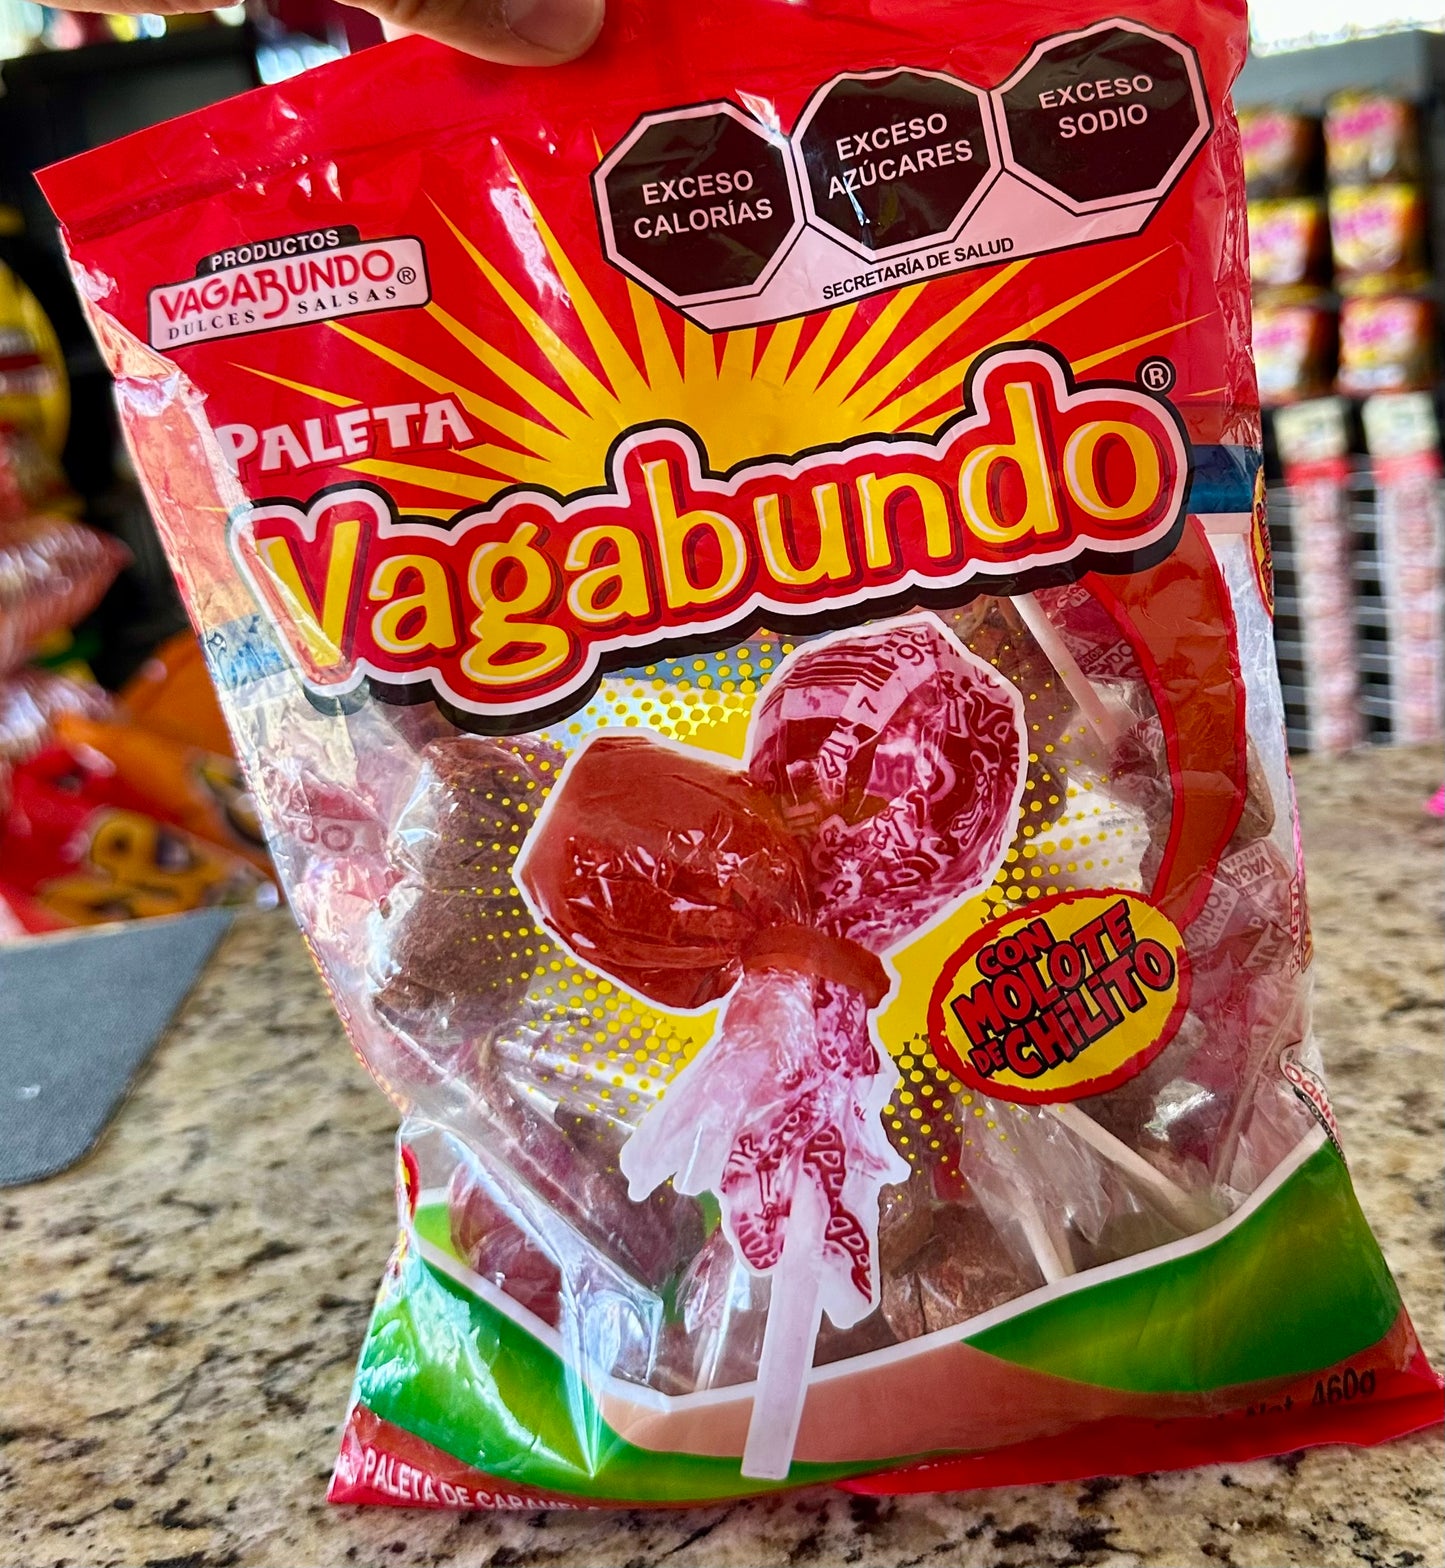 EXCESO
CALORÍAS
EXCESO
AZÚCARES
EXCESO
SODIO
SECRETARÍA DE SALUD
PRODUCTOS
VAGABUNDO®
DULCES SALSAS
PALETA
Vagabundo®
CON
MOLOTE
DE CHILITO
460g
PALETA DE